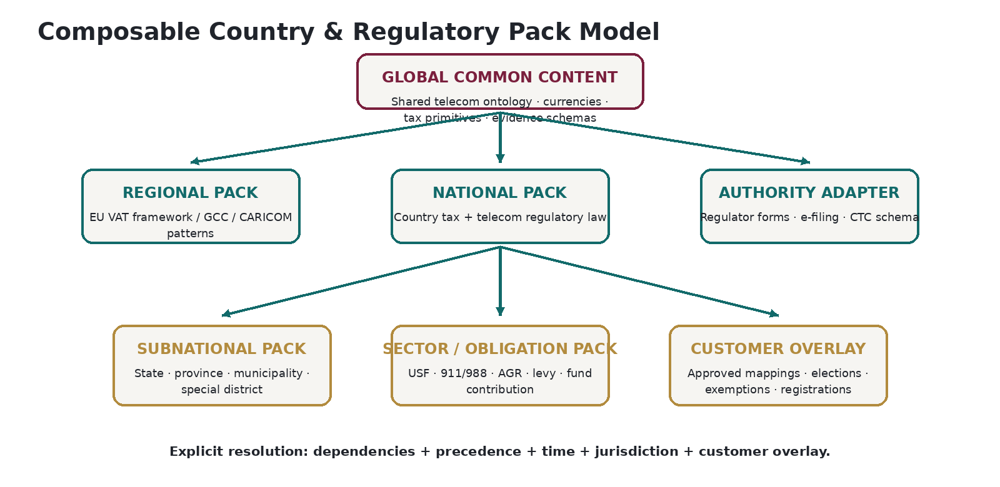 Composable Country & Regulatory Pack Model
GLOBAL COMMON CONTENT
Shared telecom ontology · currencies ·
tax primitives · evidence schemas
REGIONAL PACK
EU VAT framework / GCC / CARICOM
patterns
NATIONAL PACK
Country tax + telecom regulatory law
AUTHORITY ADAPTER
Regulator forms · e-filing · CTC schema
SUBNATIONAL PACK
State · province · municipality ·
special district
SECTOR / OBLIGATION PACK
USF · 911/988 · AGR · levy · fund
contribution
CUSTOMER OVERLAY
Approved mappings · elections ·
exemptions · registrations
Explicit resolution: dependencies + precedence + time + jurisdiction + customer overlay.